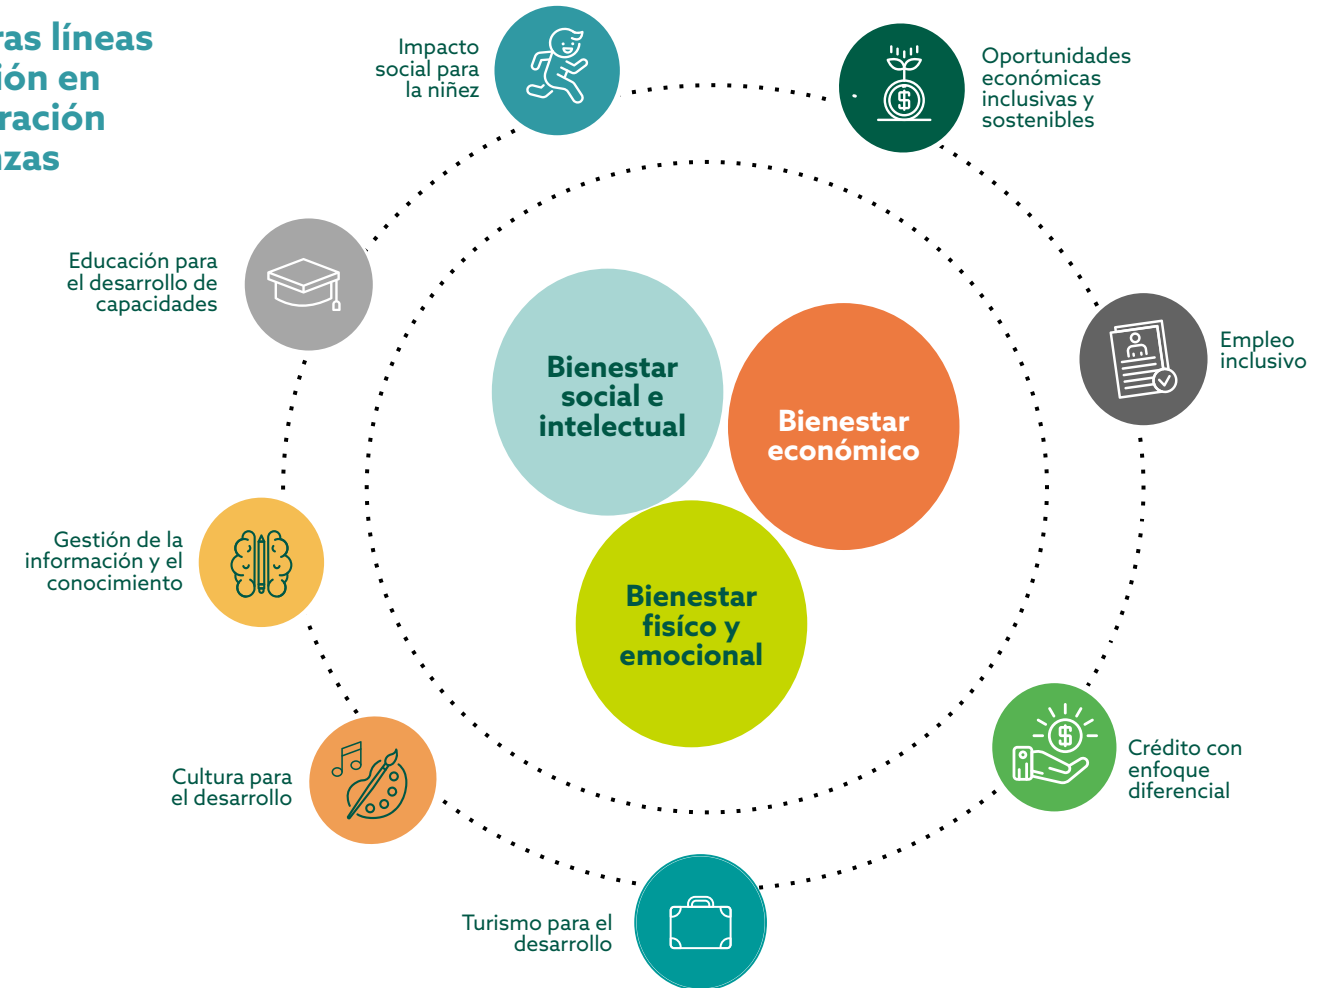 ras líneas
ión en
ración
nzas
Impacto
social para
la niñez
Oportunidades
económicas
inclusivas y
sostenibles
Educación para
el desarrollo de
capacidades
Empleo
inclusivo
Bienestar
social e
intelectual
Bienestar
económico
Bienestar
fisíco y
emocional
Gestión de la
información y el
conocimiento
Crédito con
enfoque
diferencial
Cultura para
el desarrollo
Turismo para el
desarrollo